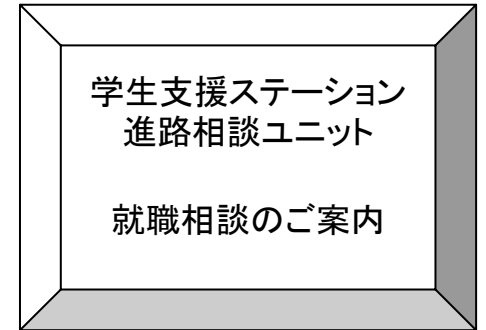 学生支援ステーション
進路相談ユニット
就職相談のご案内